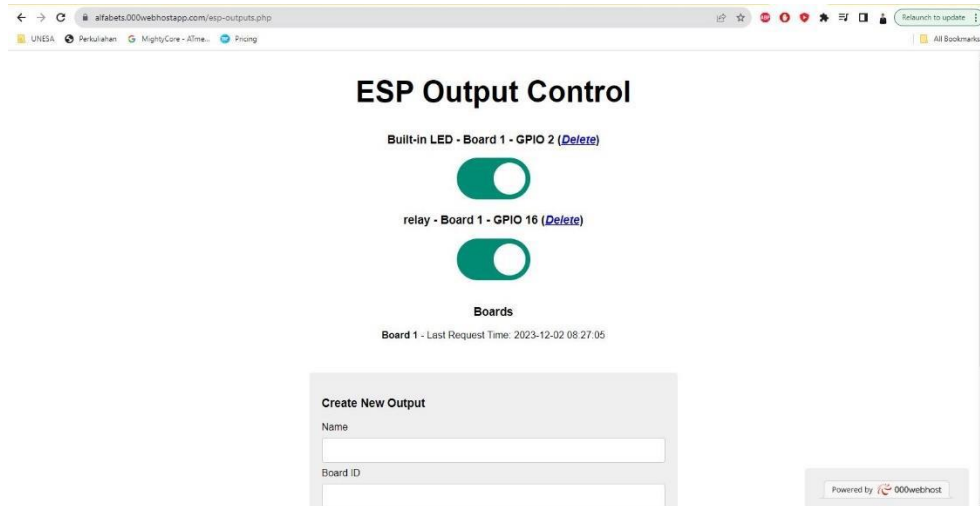 alfabets.000webhostapp.com/esp-outputs.php
Relaunch to update
UNESA Perkuliahan MightyCore - ATme... Pricing
All Bookmarks
ESP Output Control
Built-in LED - Board 1 - GPIO 2 (Delete)
relay - Board 1 - GPIO 16 (Delete)
Boards
Board 1 - Last Request Time: 2023-12-02 08:27:05
Create New Output
Name
Board ID
Powered by 000webhost